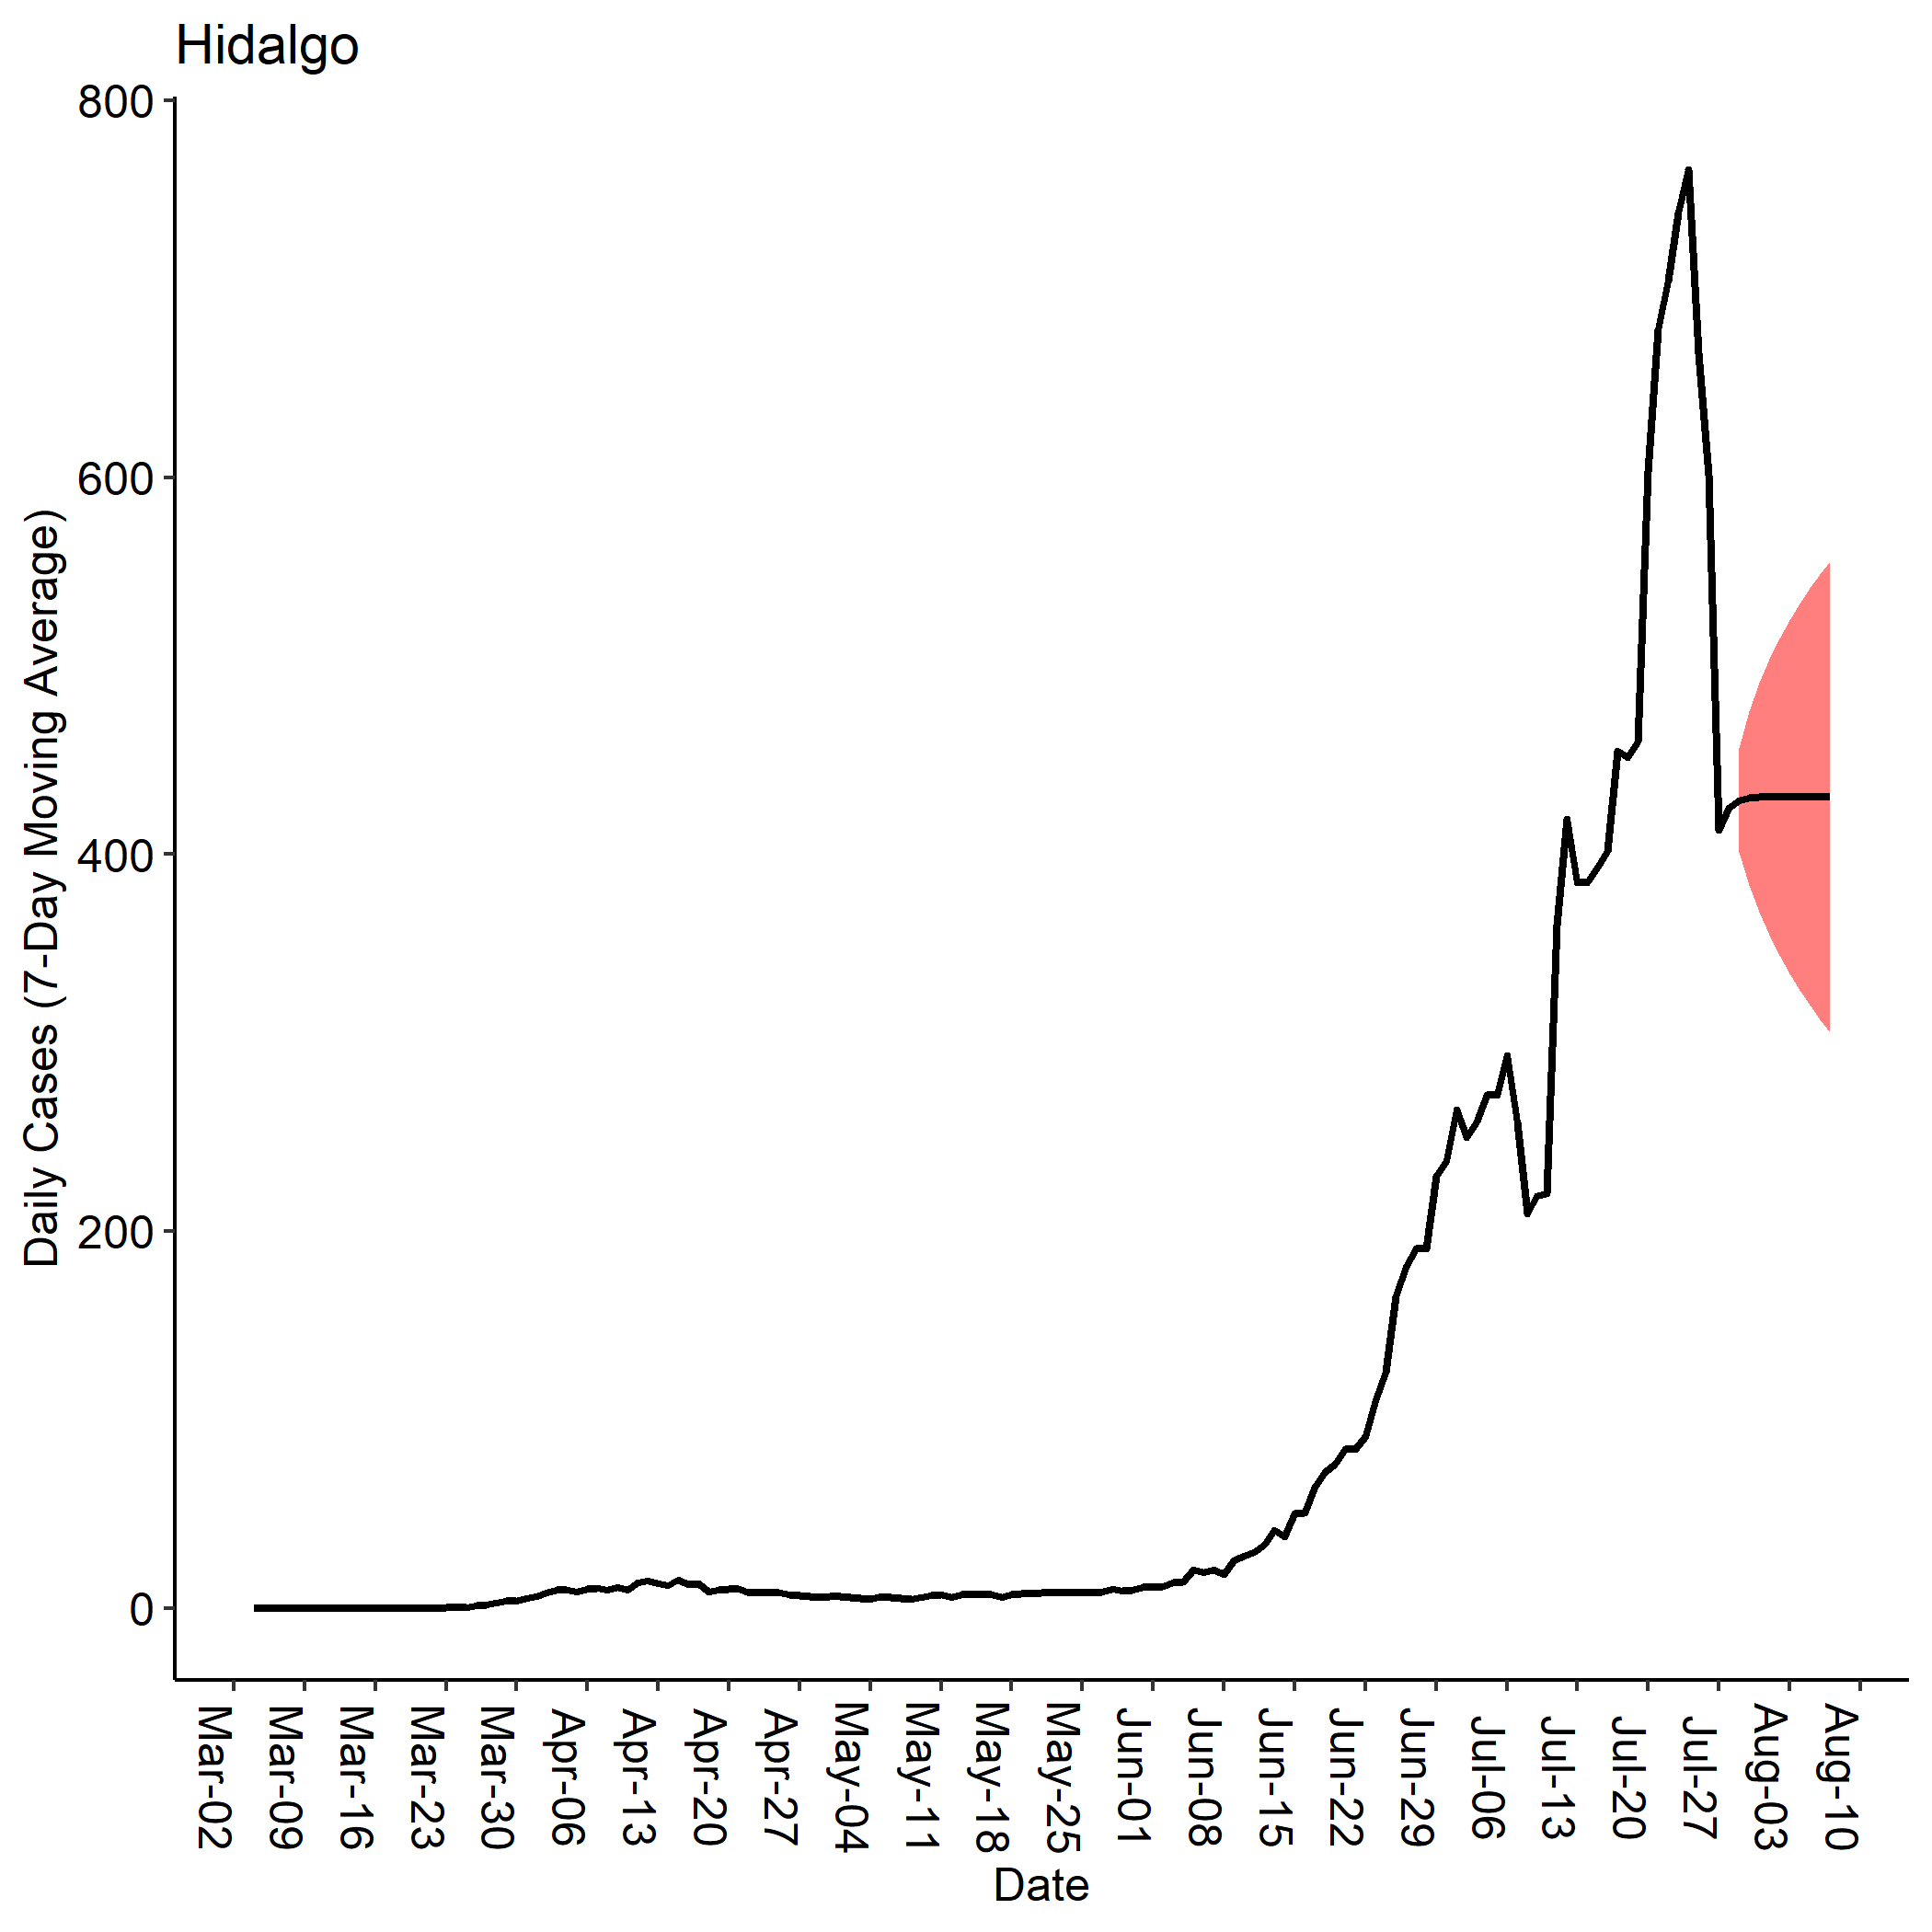 Hidalgo
800
600
400
200
0
Daily Cases (7-Day Moving Average)
Mar-02
Mar-09
Mar-16
Mar-23
Mar-30
Apr-06
Apr-13
Apr-20
Apr-27
May-04
May-11
May-18
May-25
Jun-01
Jun-08
Jun-15
Jun-22
Jun-29
Jul-06
Jul-13
Jul-20
Jul-27
Aug-03
Aug-10
Date